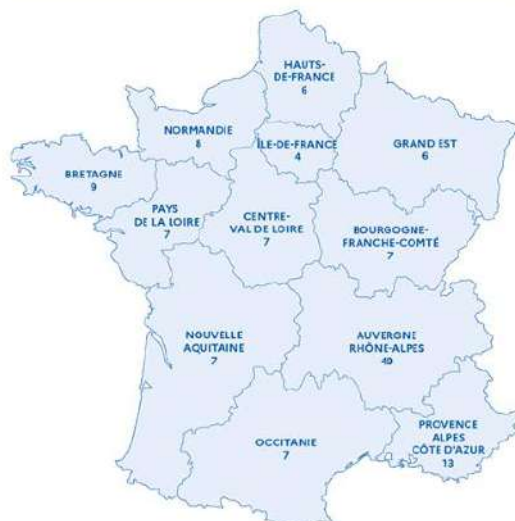 HAUTS-
DE-FRANCE
6
NORMANDIE
8
ÎLE-DE-FRANCE
4
GRAND EST
6
BRETAGNE
9
PAYS
DE LA LOIRE
7
CENTRE-
VAL DE LOIRE
7
BOURGOGNE-
FRANCHE-COMTÉ
7
NOUVELLE
AQUITAINE
7
AUVERGNE
RHÔNE-ALPES
49
OCCITANIE
7
PROVENCE
ALPES
CÔTE D'AZUR
13